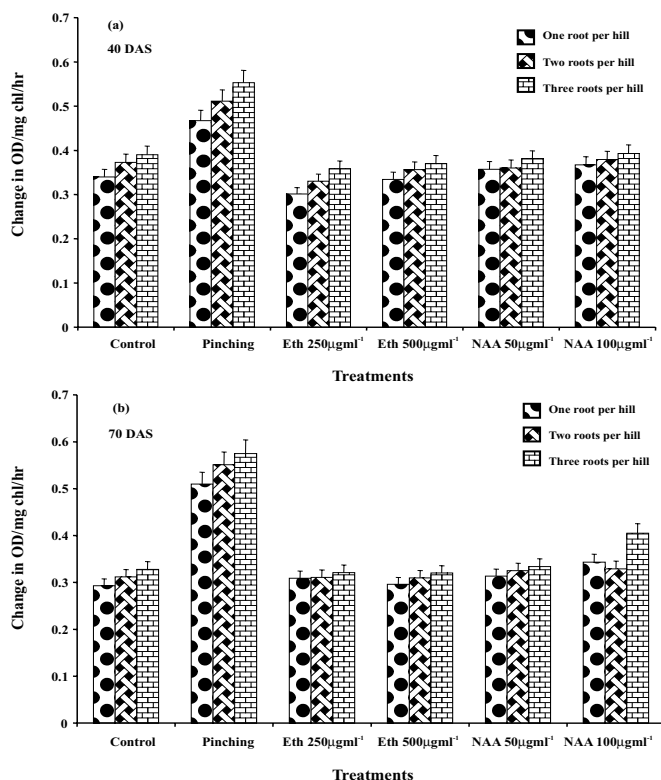 (a)
40 DAS
One root per hill
Two roots per hill
Three roots per hill
Change in OD/mg chl/hr
0.7
0.6
0.5
0.4
0.3
0.2
0.1
0
Control Pinching Eth 250µgml⁻¹ Eth 500µgml⁻¹ NAA 50µgml⁻¹ NAA 100µgml⁻¹
Treatments
(b)
70 DAS
One root per hill
Two roots per hill
Three roots per hill
Change in OD/mg chl/hr
0.7
0.6
0.5
0.4
0.3
0.2
0.1
0
Control Pinching Eth 250µgml⁻¹ Eth 500µgml⁻¹ NAA 50µgml⁻¹ NAA 100µgml⁻¹
Treatments